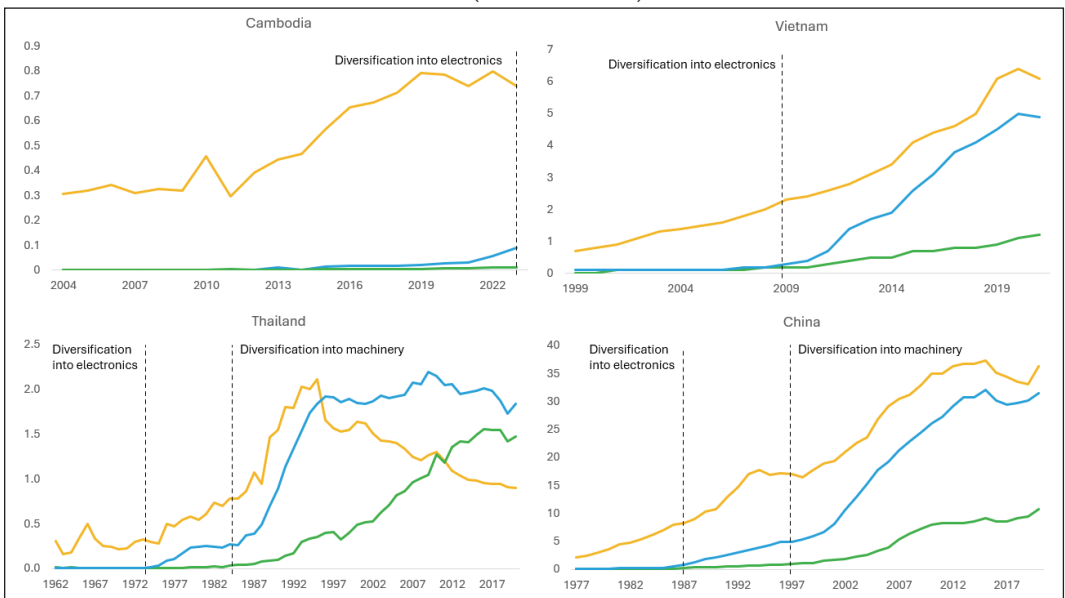 Cambodia
0.9
0.8
0.7
0.6
0.5
0.4
0.3
0.2
0.1
0
Diversification into electronics
2004 2007 2010 2013 2016 2019 2022
Vietnam
7
6
5
4
3
2
1
0
Diversification into electronics
1999 2004 2009 2014 2019
Thailand
2.5
2.0
1.5
1.0
0.5
0.0
Diversification
into electronics
Diversification into machinery
1962 1967 1972 1977 1982 1987 1992 1997 2002 2007 2012 2017
China
40
35
30
25
20
15
10
5
0
Diversification
into electronics
Diversification into machinery
1977 1982 1987 1992 1997 2002 2007 2012 2017